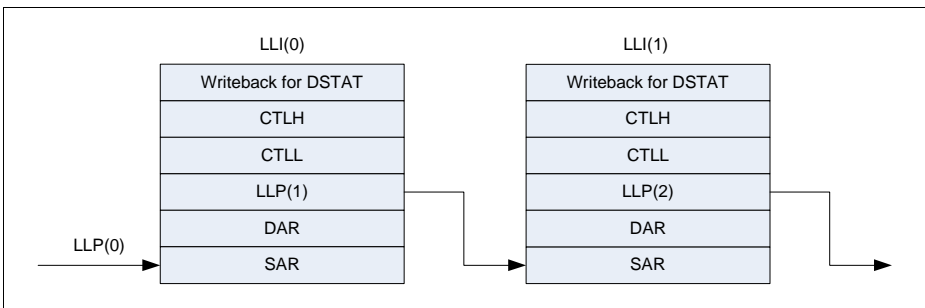 LLI(0)
LLI(1)
Writeback for DSTAT
Writeback for DSTAT
CTLH
CTLH
CTLL
CTLL
LLP(1)
LLP(2)
DAR
DAR
LLP(0)
SAR
SAR